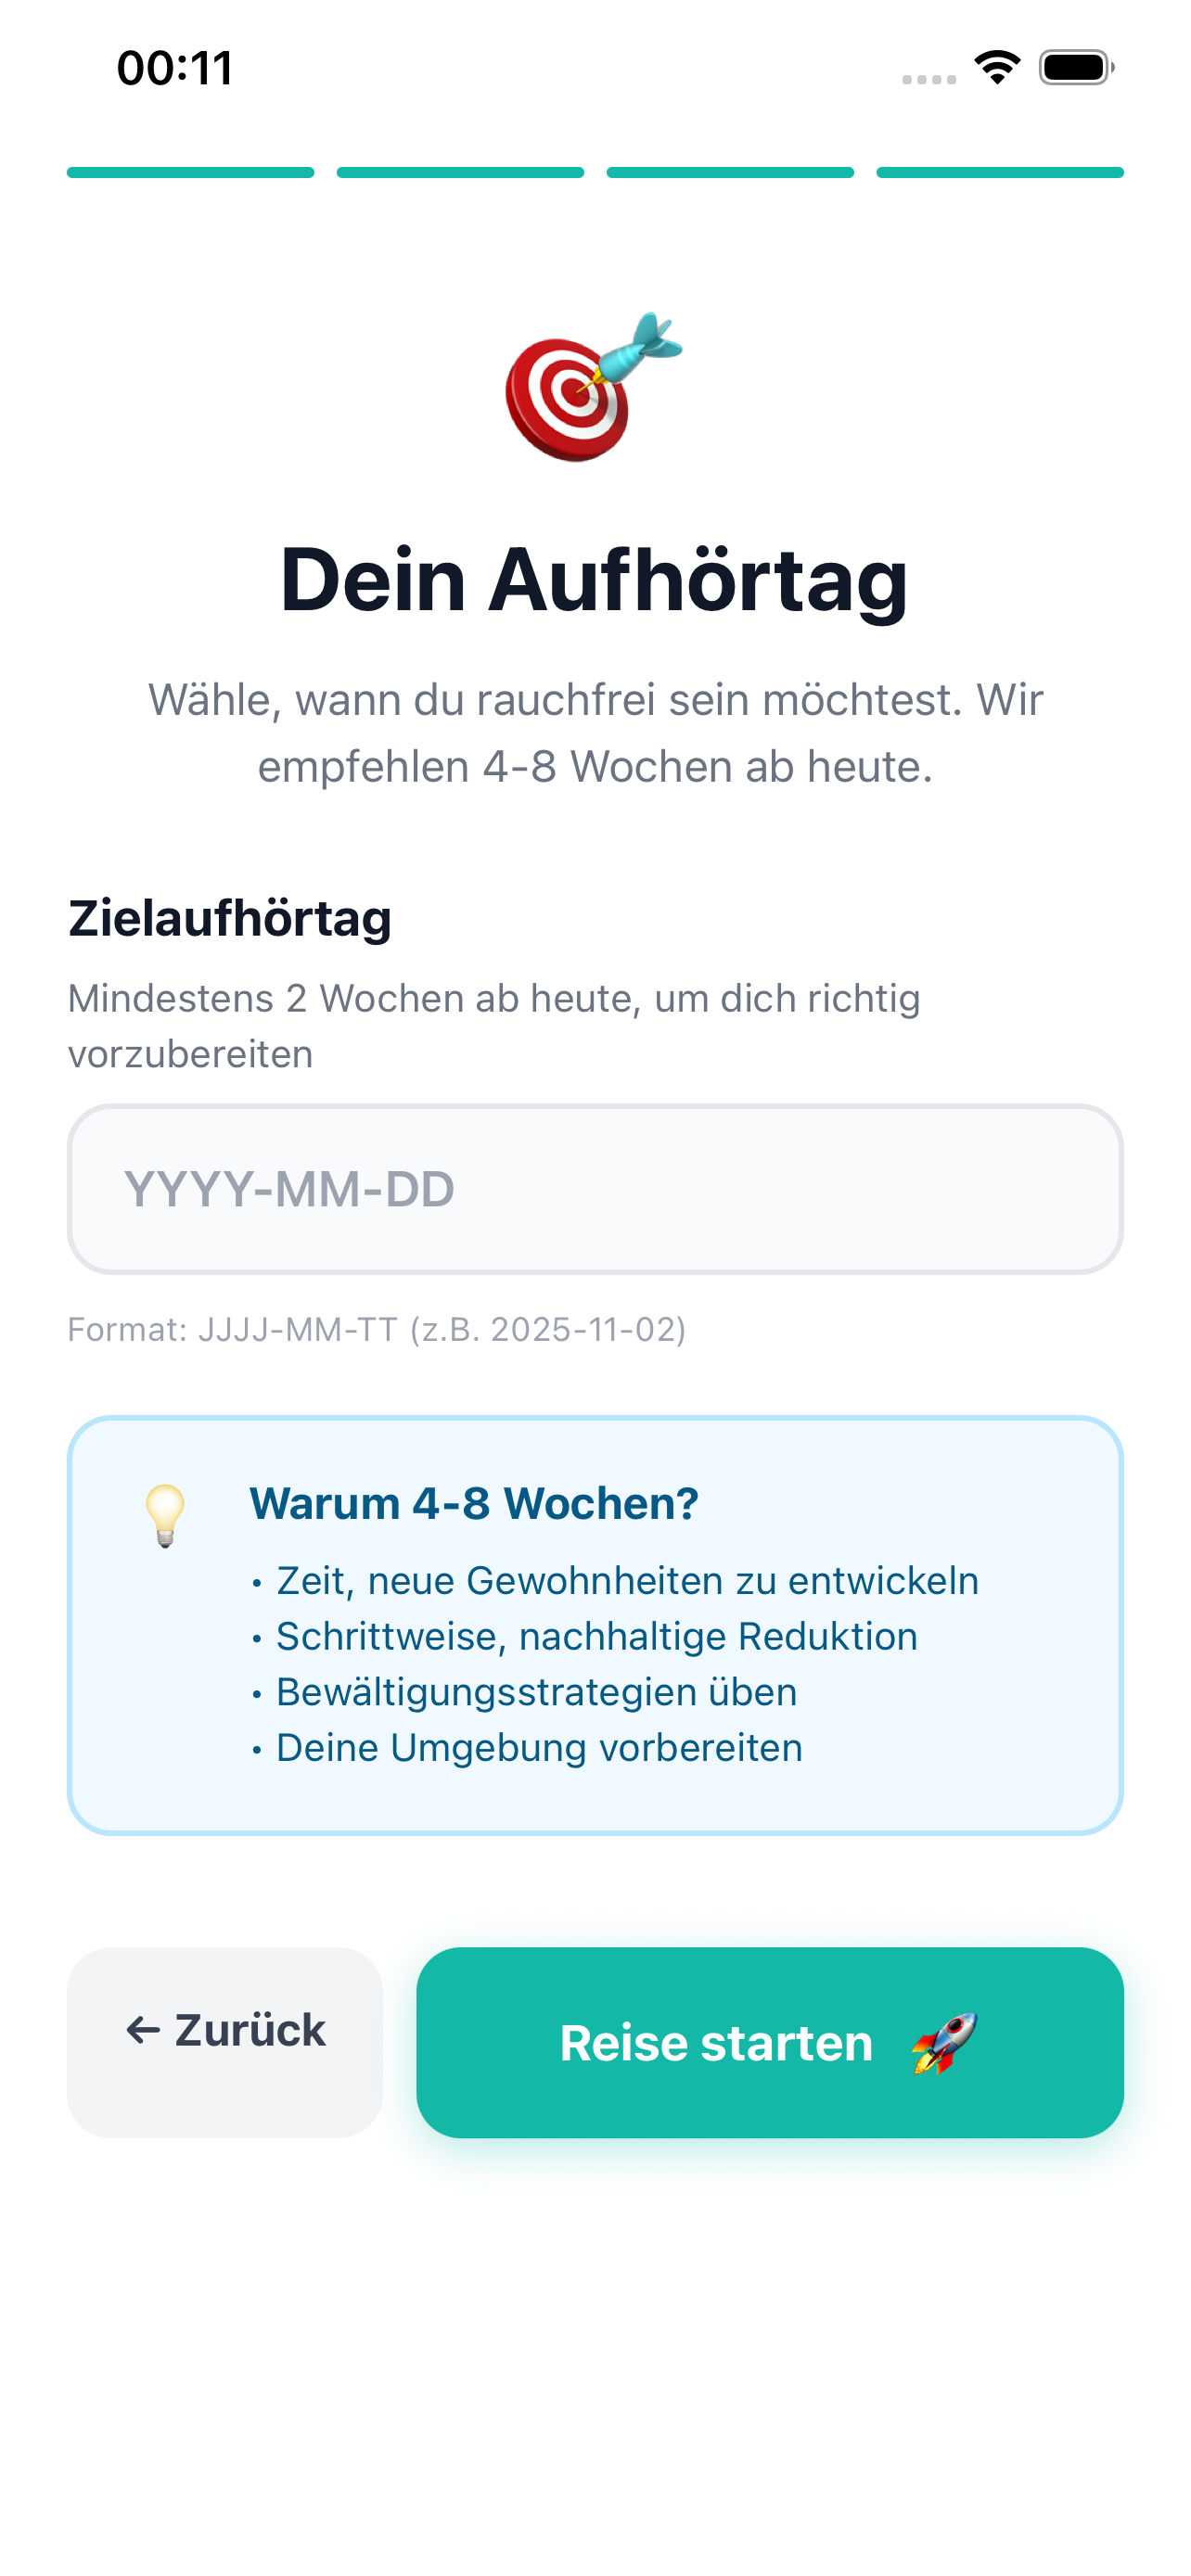 00:11
Dein Aufhörtag
Wähle, wann du rauchfrei sein möchtest. Wir
empfehlen 4-8 Wochen ab heute.
Zielaufhörtag
Mindestens 2 Wochen ab heute, um dich richtig
vorzubereiten
YYYY-MM-DD
Format: JJJJ-MM-TT (z.B. 2025-11-02)
Warum 4-8 Wochen?
• Zeit, neue Gewohnheiten zu entwickeln
• Schrittweise, nachhaltige Reduktion
• Bewältigungsstrategien üben
• Deine Umgebung vorbereiten
← Zurück
Reise starten 🚀